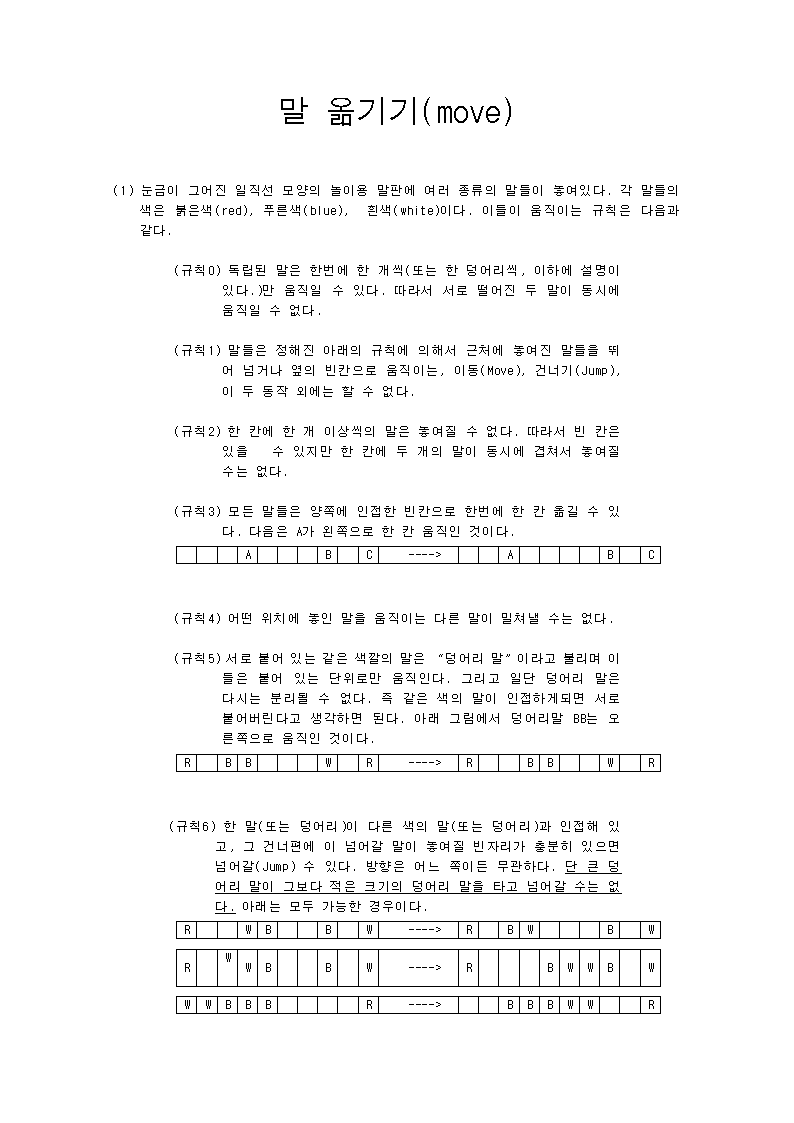 말 옮기기(move)
(1) 눈금이 그어진 일직선 모양의 놀이용 말판에 여러 종류의 말들이 놓여있다. 각 말들의
색은 붉은색(red), 푸른색(blue), 흰색(white)이다. 이들이 움직이는 규칙은 다음과
같다.
(규칙0) 독립된 말은 한번에 한 개씩(또는 한 덩어리씩, 이하에 설명이
있다.)만 움직일 수 있다. 따라서 서로 떨어진 두 말이 동시에
움직일 수 없다.
(규칙1) 말들은 정해진 아래의 규칙에 의해서 근처에 놓여진 말들을 뛰
어 넘거나 옆의 빈칸으로 움직이는, 이동(Move), 건너기(Jump),
이 두 동작 외에는 할 수 없다.
(규칙2) 한 칸에 한 개 이상씩의 말은 놓여질 수 없다. 따라서 빈 칸은
있을 수 있지만 한 칸에 두 개의 말이 동시에 겹쳐서 놓여질
수는 없다.
(규칙3) 모든 말들은 양쪽에 인접한 빈칸으로 한번에 한 칸 옮길 수 있
다. 다음은 A가 왼쪽으로 한 칸 움직인 것이다.
A B C ----> A B C
(규칙4) 어떤 위치에 놓인 말을 움직이는 다른 말이 밀쳐낼 수는 없다.
(규칙5) 서로 붙어 있는 같은 색깔의 말은 “덩어리 말” 이라고 불리며 이
들은 붙어 있는 단위로만 움직인다. 그리고 일단 덩어리 말은
다시는 분리될 수 없다. 즉 같은 색의 말이 인접하게되면 서로
붙어버린다고 생각하면 된다. 아래 그림에서 덩어리말 BB는 오
른쪽으로 움직인 것이다.
R B B W R ----> R B B W R
(규칙6) 한 말(또는 덩어리)이 다른 색의 말(또는 덩어리)과 인접해 있
고, 그 건너편에 이 넘어갈 말이 놓여질 빈자리가 충분히 있으면
넘어갈(Jump) 수 있다. 방향은 어느 쪽이든 무관하다. 단 큰 덩
어리 말이 그보다 적은 크기의 덩어리 말을 타고 넘어갈 수는 없
다. 아래는 모두 가능한 경우이다.
R W B B W ----> R B W B W
R W W B B W ----> R B W W B W
W W B B B R ----> B B B W W R